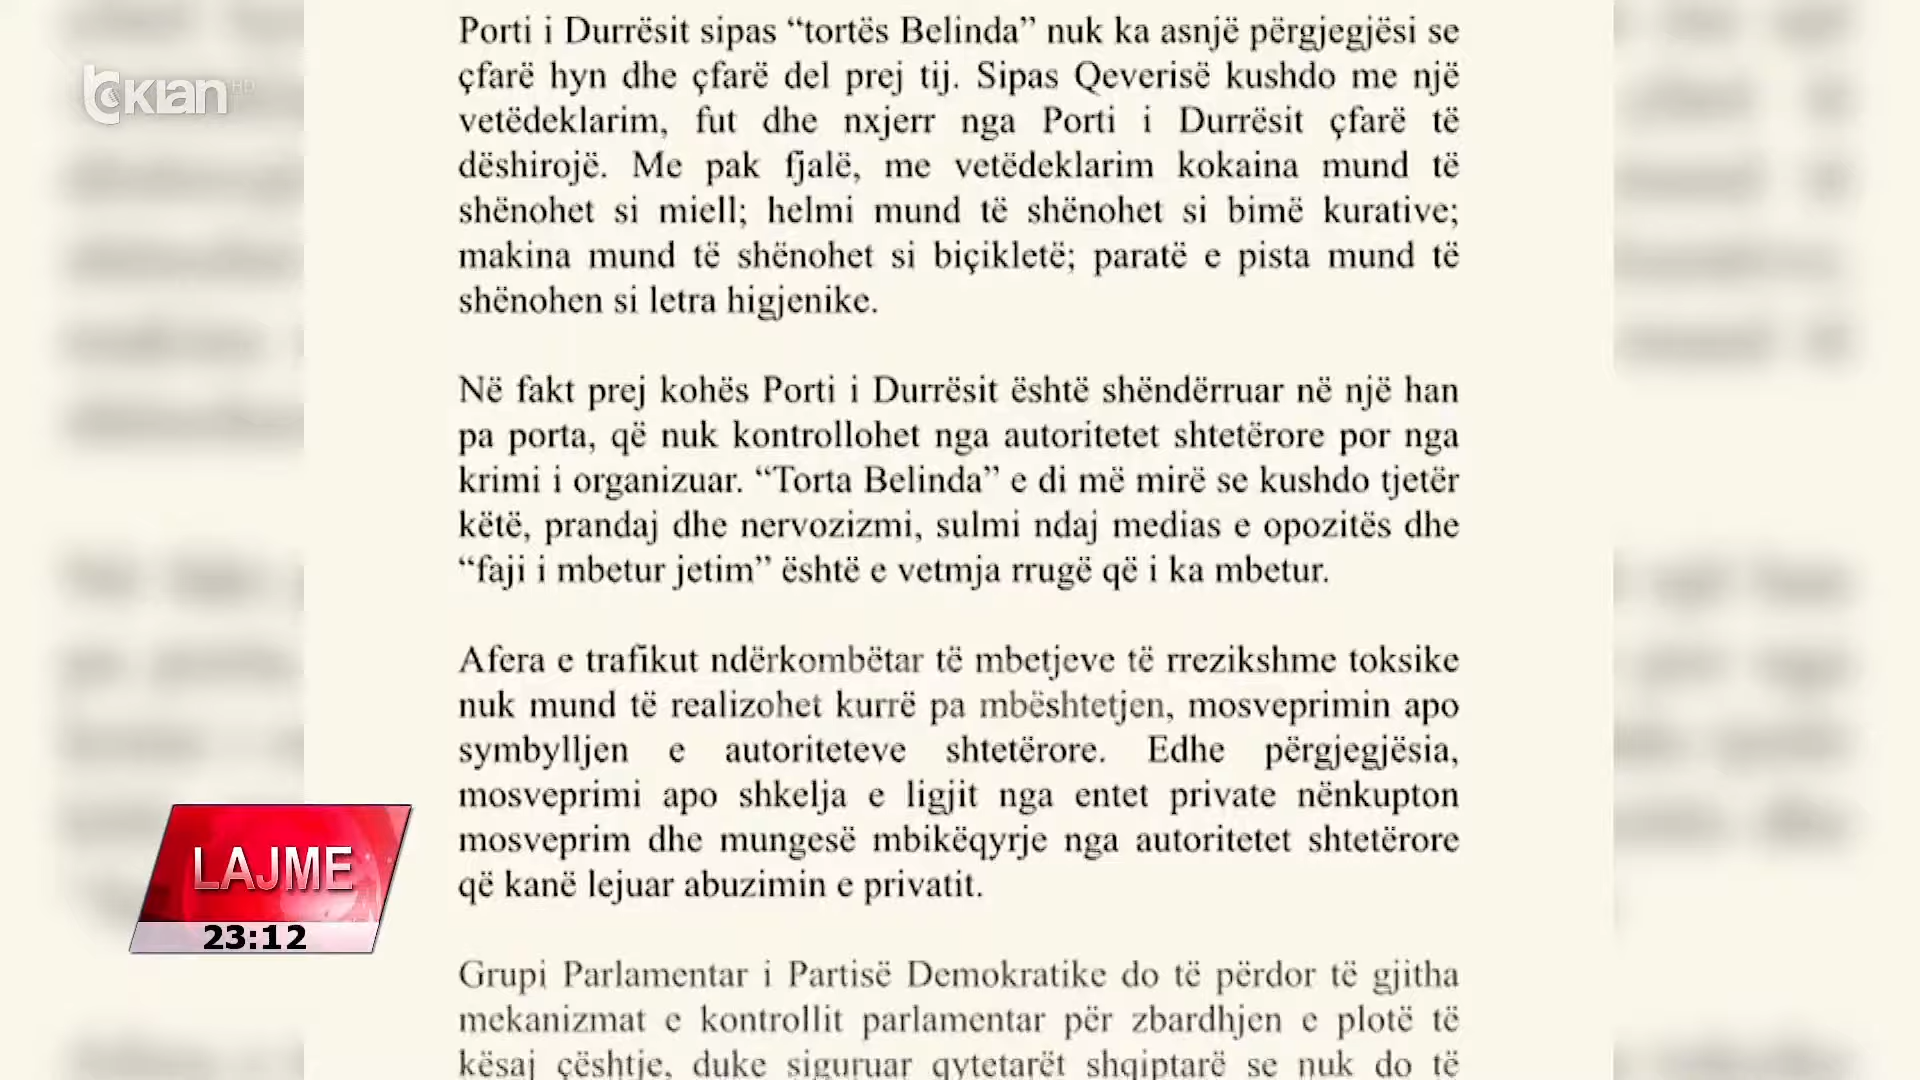 Porti i Durrësit sipas “tortës Belinda” nuk ka asnjë përgjegjësi se
çfarë hyn dhe çfarë del prej tij. Sipas Qeverisë kushdo me një
vetëdeklarim, fut dhe nxjerr nga Porti i Durrësit çfarë të
dëshirojë. Me pak fjalë, me vetëdeklarim kokaina mund të
shënohet si miell; helmi mund të shënohet si bimë kurative;
makina mund të shënohet si biçikletë; paratë e pista mund të
shënohen si letra higjenike.
Në fakt prej kohës Porti i Durrësit është shëndërruar në një han
pa porta, që nuk kontrollohet nga autoritetet shtetërore por nga
krimi i organizuar. “Torta Belinda” e di më mirë se kushdo tjetër
këtë, prandaj dhe nervozizmi, sulmi ndaj medias e opozitës dhe
“faji i mbetur jetim” është e vetmja rrugë që i ka mbetur.
Afera e trafikut ndërkombëtar të mbetjeve të rrezikshme toksike
nuk mund të realizohet kurrë pa mbështetjen, mosveprimin apo
symbylljen e autoriteteve shtetërore. Edhe përgjegjësia,
mosveprimi apo shkelja e ligjit nga entet private nënkupton
mosveprim dhe mungesë mbikëqyrje nga autoritetet shtetërore
që kanë lejuar abuzimin e privatit.
Grupi Parlamentar i Partisë Demokratike do të përdor të gjitha
mekanizmat e kontrollit parlamentar për zbardhjen e plotë të
kësaj çështje, duke siguruar qytetarët shqiptarë se nuk do të
tcklan HD
LAJME
23:12